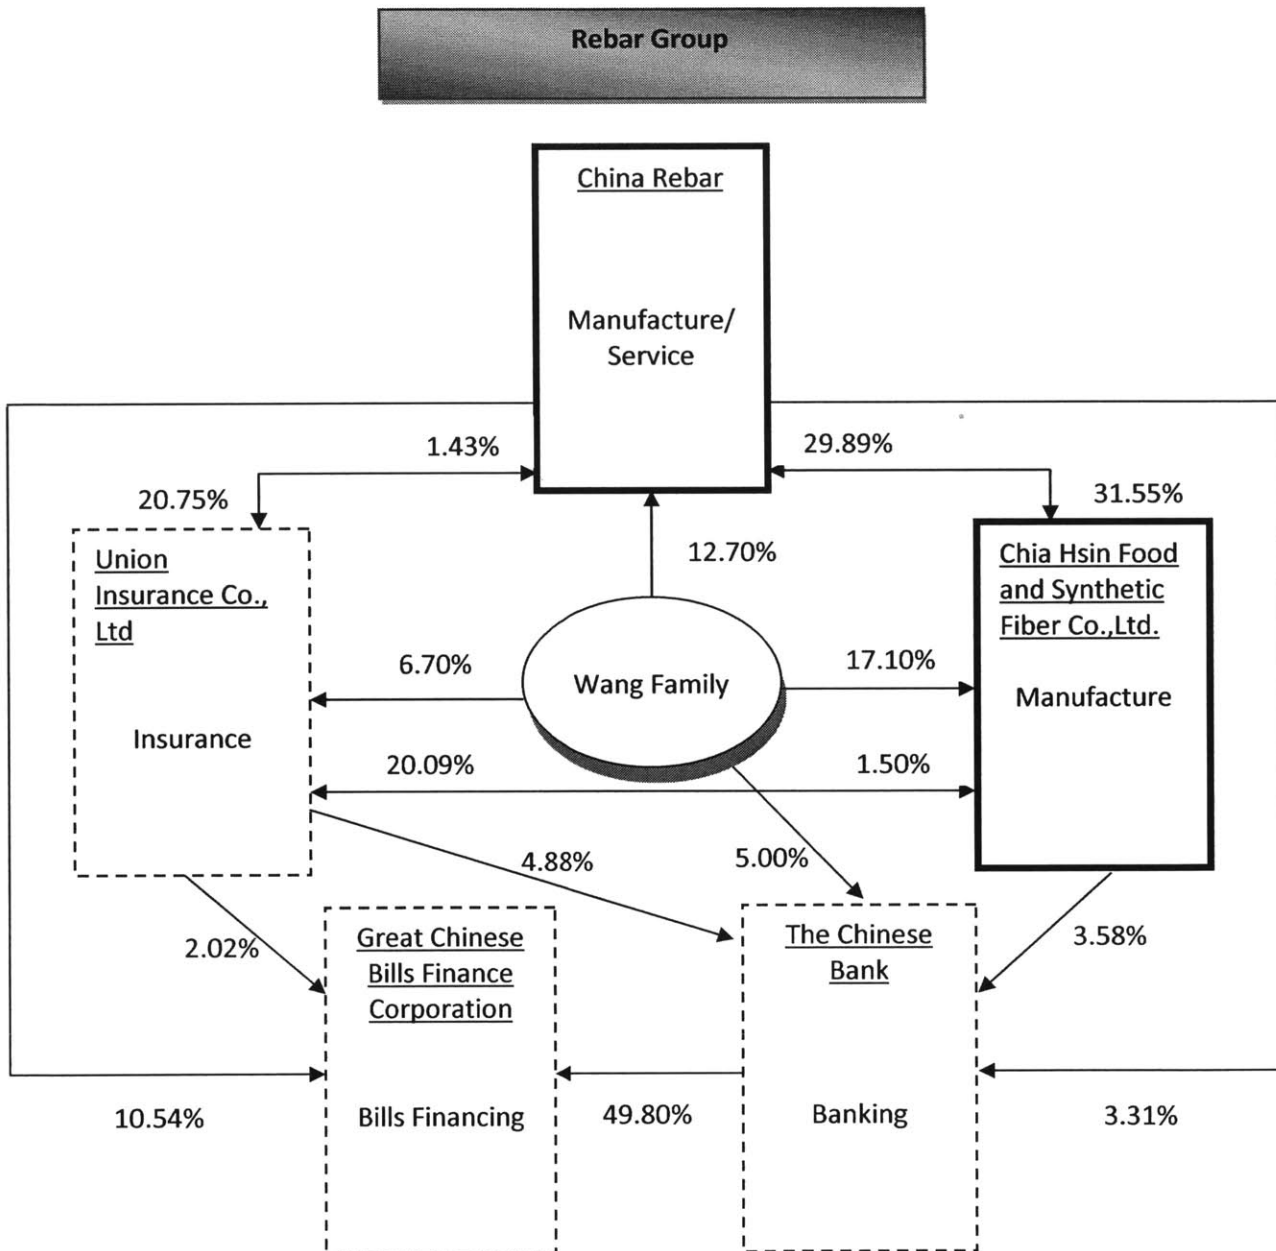 Rebar Group
China Rebar
Manufacture/
Service
1.43%
29.89%
20.75%
31.55%
12.70%
Union
Insurance Co.,
Ltd
Insurance
Chia Hsin Food
and Synthetic
Fiber Co.,Ltd.
Manufacture
6.70%
Wang Family
17.10%
20.09%
1.50%
4.88%
5.00%
2.02%
3.58%
Great Chinese
Bills Finance
Corporation
Bills Financing
The Chinese
Bank
Banking
10.54%
49.80%
3.31%